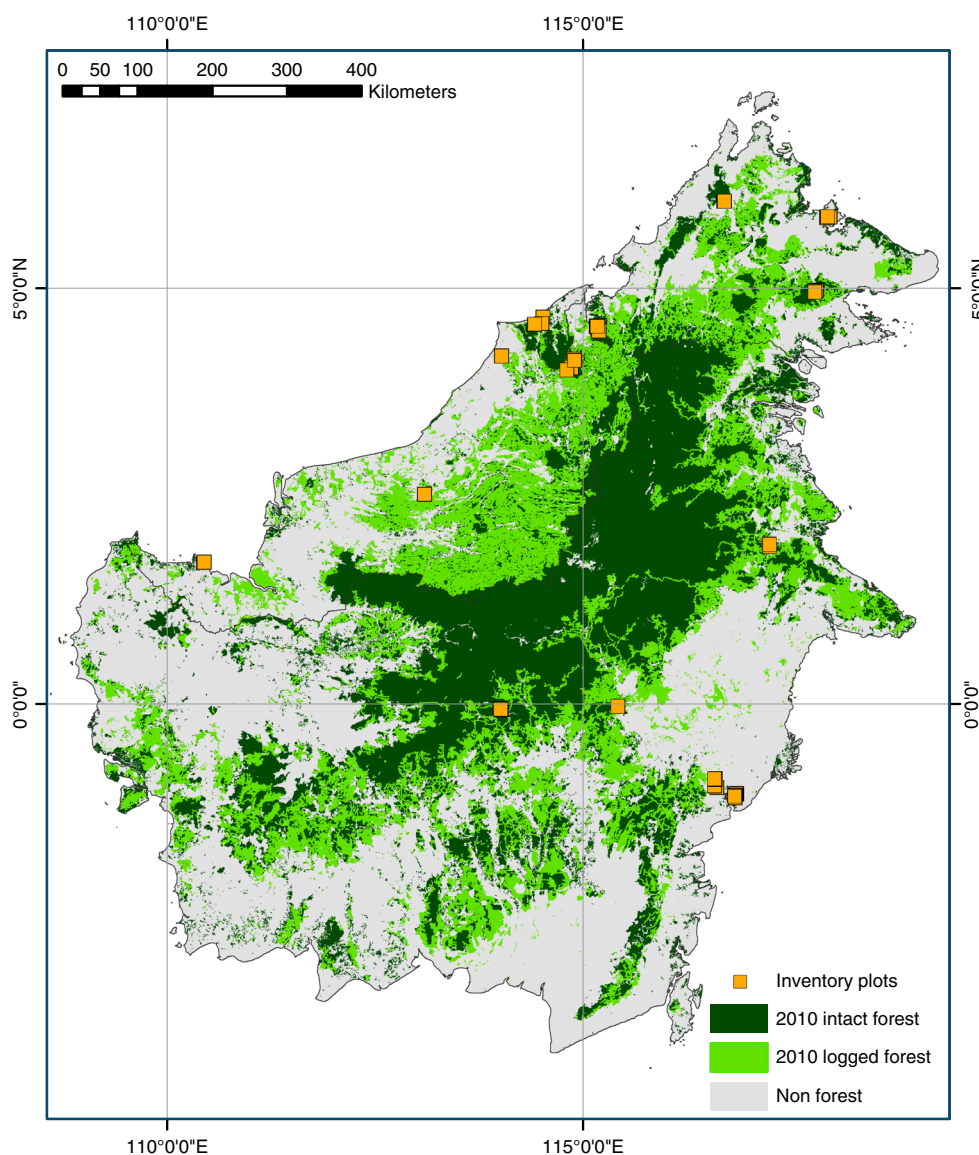 110°0'0"E 115°0'0"E
0 50 100 200 300 400
Kilometers
5°0'0"N 5°0'0"N
0°0'0" 0°0'0"
Inventory plots
2010 intact forest
2010 logged forest
Non forest
110°0'0"E 115°0'0"E